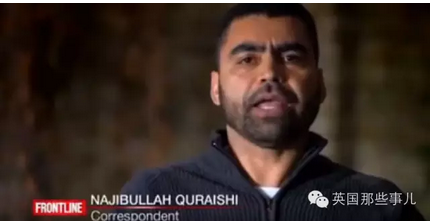 FRONTLINE
NAJIBULLAH QURAISHI
Correspondent
英国那些事儿